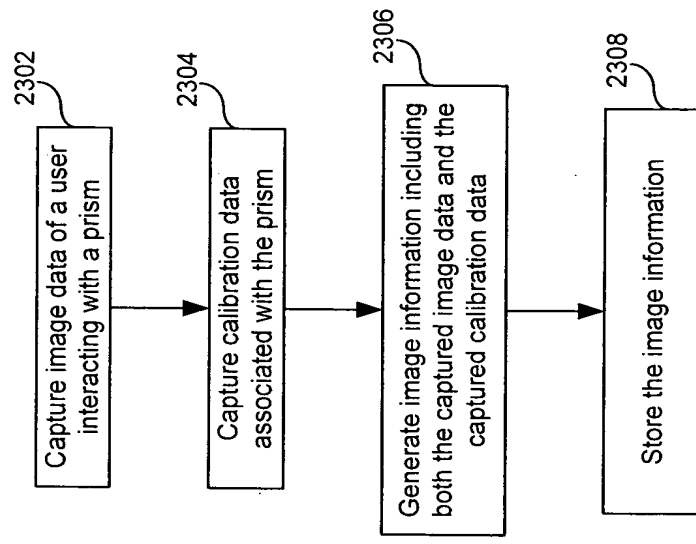 2302
Capture image data of a user
interacting with a prism
2304
Capture calibration data
associated with the prism
2306
Generate image information including
both the captured image data and the
captured calibration data
2308
Store the image information